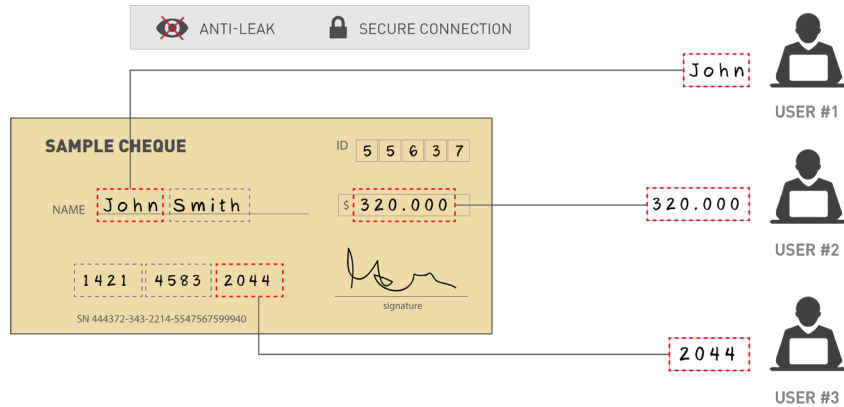 ANTI-LEAK SECURE CONNECTION
John
USER #1
SAMPLE CHEQUE
ID 5 5 6 3 7
NAME John Smith
$ 320.000
320.000
USER #2
1421 4583 2044
signature
SN 444372-343-2214-5547567599940
2044
USER #3